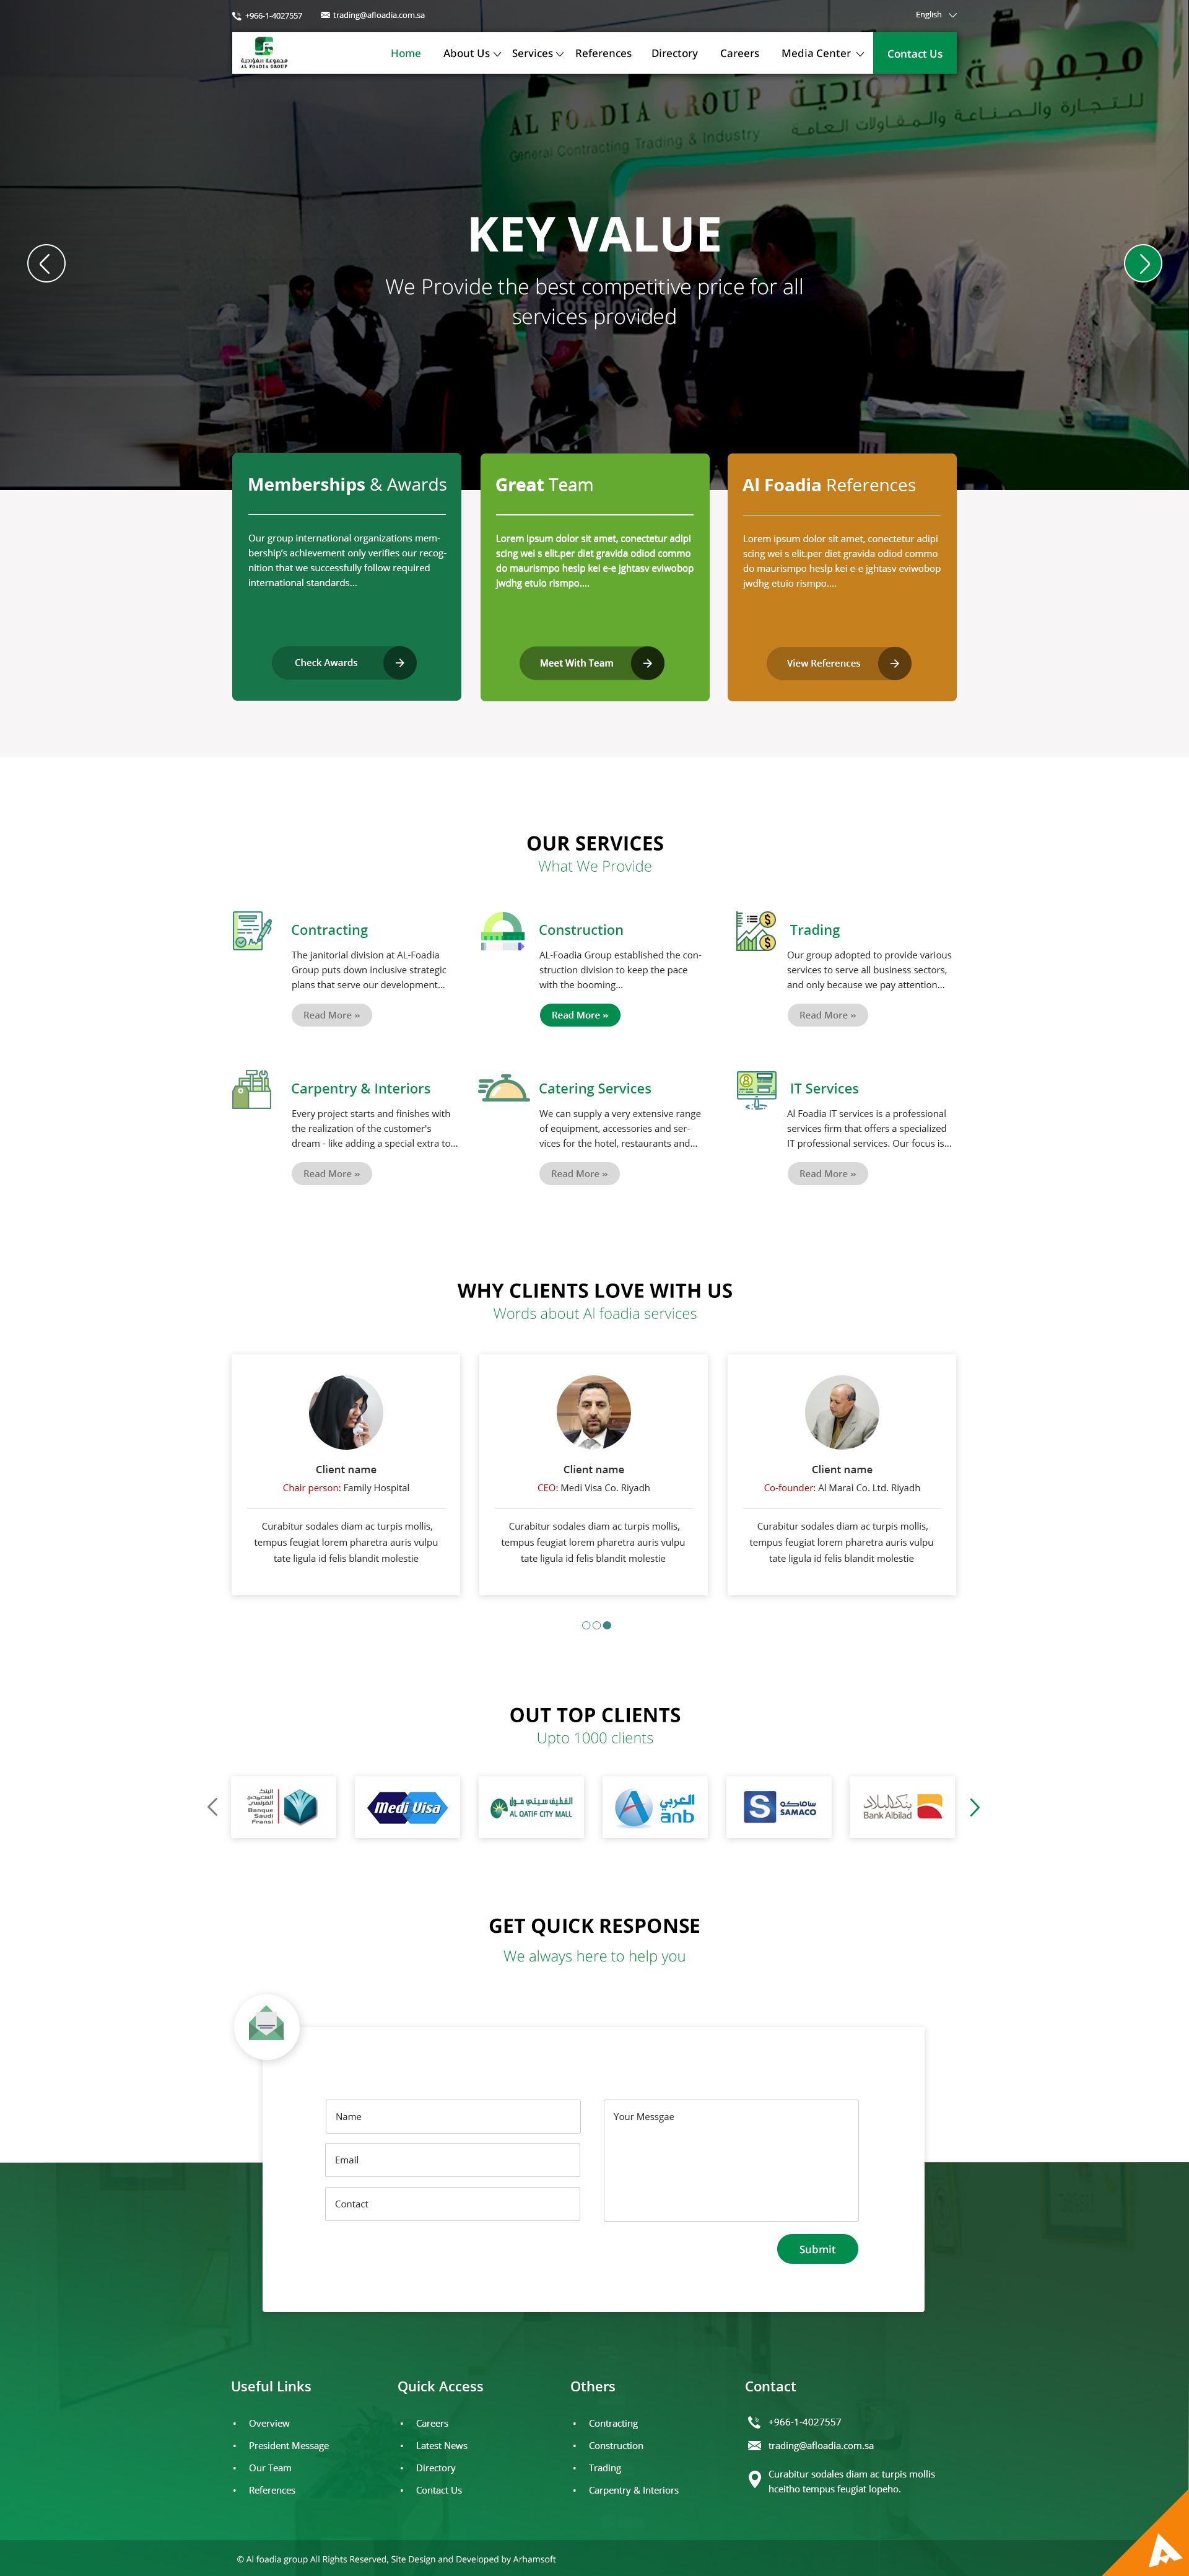 +966-1-4027557
trading@afloadia.com.sa
English
مجموعة الفؤادية
AL FOADIA GROUP
Home
About Us
Services
References
Directory
Careers
Media Center
Contact Us
مجموعة الفؤادية
للتجارة والصناعة والمقاولات العامة
AL FOADIA GROUP
General Contracting Trading & Industry
KEY VALUE
We Provide the best competitive price for all
services provided
Memberships & Awards
Our group international organizations mem-
bership's achievement only verifies our recog-
nition that we successfully follow required
international standards...
Check Awards
Great Team
Lorem ipsum dolor sit amet, conectetur adipi
scing wei s elit.per diet gravida odiod commo
do maurismpo heslp kei e-e jghtasv eviwobop
jwdhg etuio rismpo....
Meet With Team
Al Foadia References
Lorem ipsum dolor sit amet, conectetur adipi
scing wei s elit.per diet gravida odiod commo
do maurismpo heslp kei e-e jghtasv eviwobop
jwdhg etuio rismpo....
View References
OUR SERVICES
What We Provide
Contracting
The janitorial division at AL-Foadia
Group puts down inclusive strategic
plans that serve our development...
Read More »
Construction
AL-Foadia Group established the con-
struction division to keep the pace
with the booming...
Read More »
Trading
Our group adopted to provide various
services to serve all business sectors,
and only because we pay attention...
Read More »
Carpentry & Interiors
Every project starts and finishes with
the realization of the customer's
dream - like adding a special extra to...
Read More »
Catering Services
We can supply a very extensive range
of equipment, accessories and ser-
vices for the hotel, restaurants and...
Read More »
IT Services
Al Foadia IT services is a professional
services firm that offers a specialized
IT professional services. Our focus is...
Read More »
WHY CLIENTS LOVE WITH US
Words about Al foadia services
Client name
Chair person: Family Hospital
Curabitur sodales diam ac turpis mollis,
tempus feugiat lorem pharetra auris vulpu
tate ligula id felis blandit molestie
Client name
CEO: Medi Visa Co. Riyadh
Curabitur sodales diam ac turpis mollis,
tempus feugiat lorem pharetra auris vulpu
tate ligula id felis blandit molestie
Client name
Co-founder: Al Marai Co. Ltd. Riyadh
Curabitur sodales diam ac turpis mollis,
tempus feugiat lorem pharetra auris vulpu
tate ligula id felis blandit molestie
OUT TOP CLIENTS
Upto 1000 clients
البنك
السعودي
الفرنسي
Banque
Saudi
Fransi
Medi Visa
القطيف سيتي مول
AL QATIF CITY MALL
العربي
anb
S
ساماكو
SAMACO
بنك البلاد
Bank Albilad
GET QUICK RESPONSE
We always here to help you
Name
Email
Contact
Your Messgae
Submit
Useful Links
Overview
President Message
Our Team
References
Quick Access
Careers
Latest News
Directory
Contact Us
Others
Contracting
Construction
Trading
Carpentry & Interiors
Contact
+966-1-4027557
trading@afloadia.com.sa
Curabitur sodales diam ac turpis mollis
hceitho tempus feugiat lopeho.
© Al foadia group All Rights Reserved, Site Design and Developed by Arhamsoft